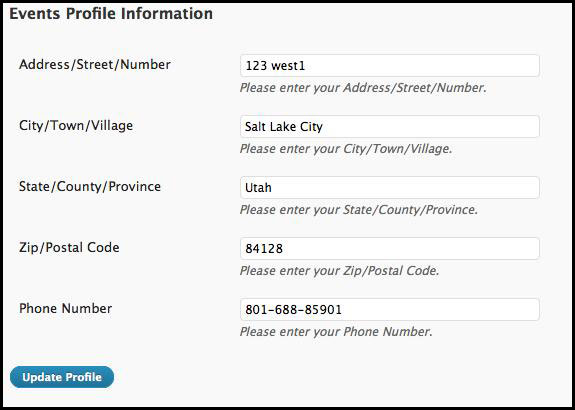 Events Profile Information
Address/Street/Number
123 west1
Please enter your Address/Street/Number.
City/Town/Village
Salt Lake City
Please enter your City/Town/Village.
State/County/Province
Utah
Please enter your State/County/Province.
Zip/Postal Code
84128
Please enter your Zip/Postal Code.
Phone Number
801-688-85901
Please enter your Phone Number.
Update Profile